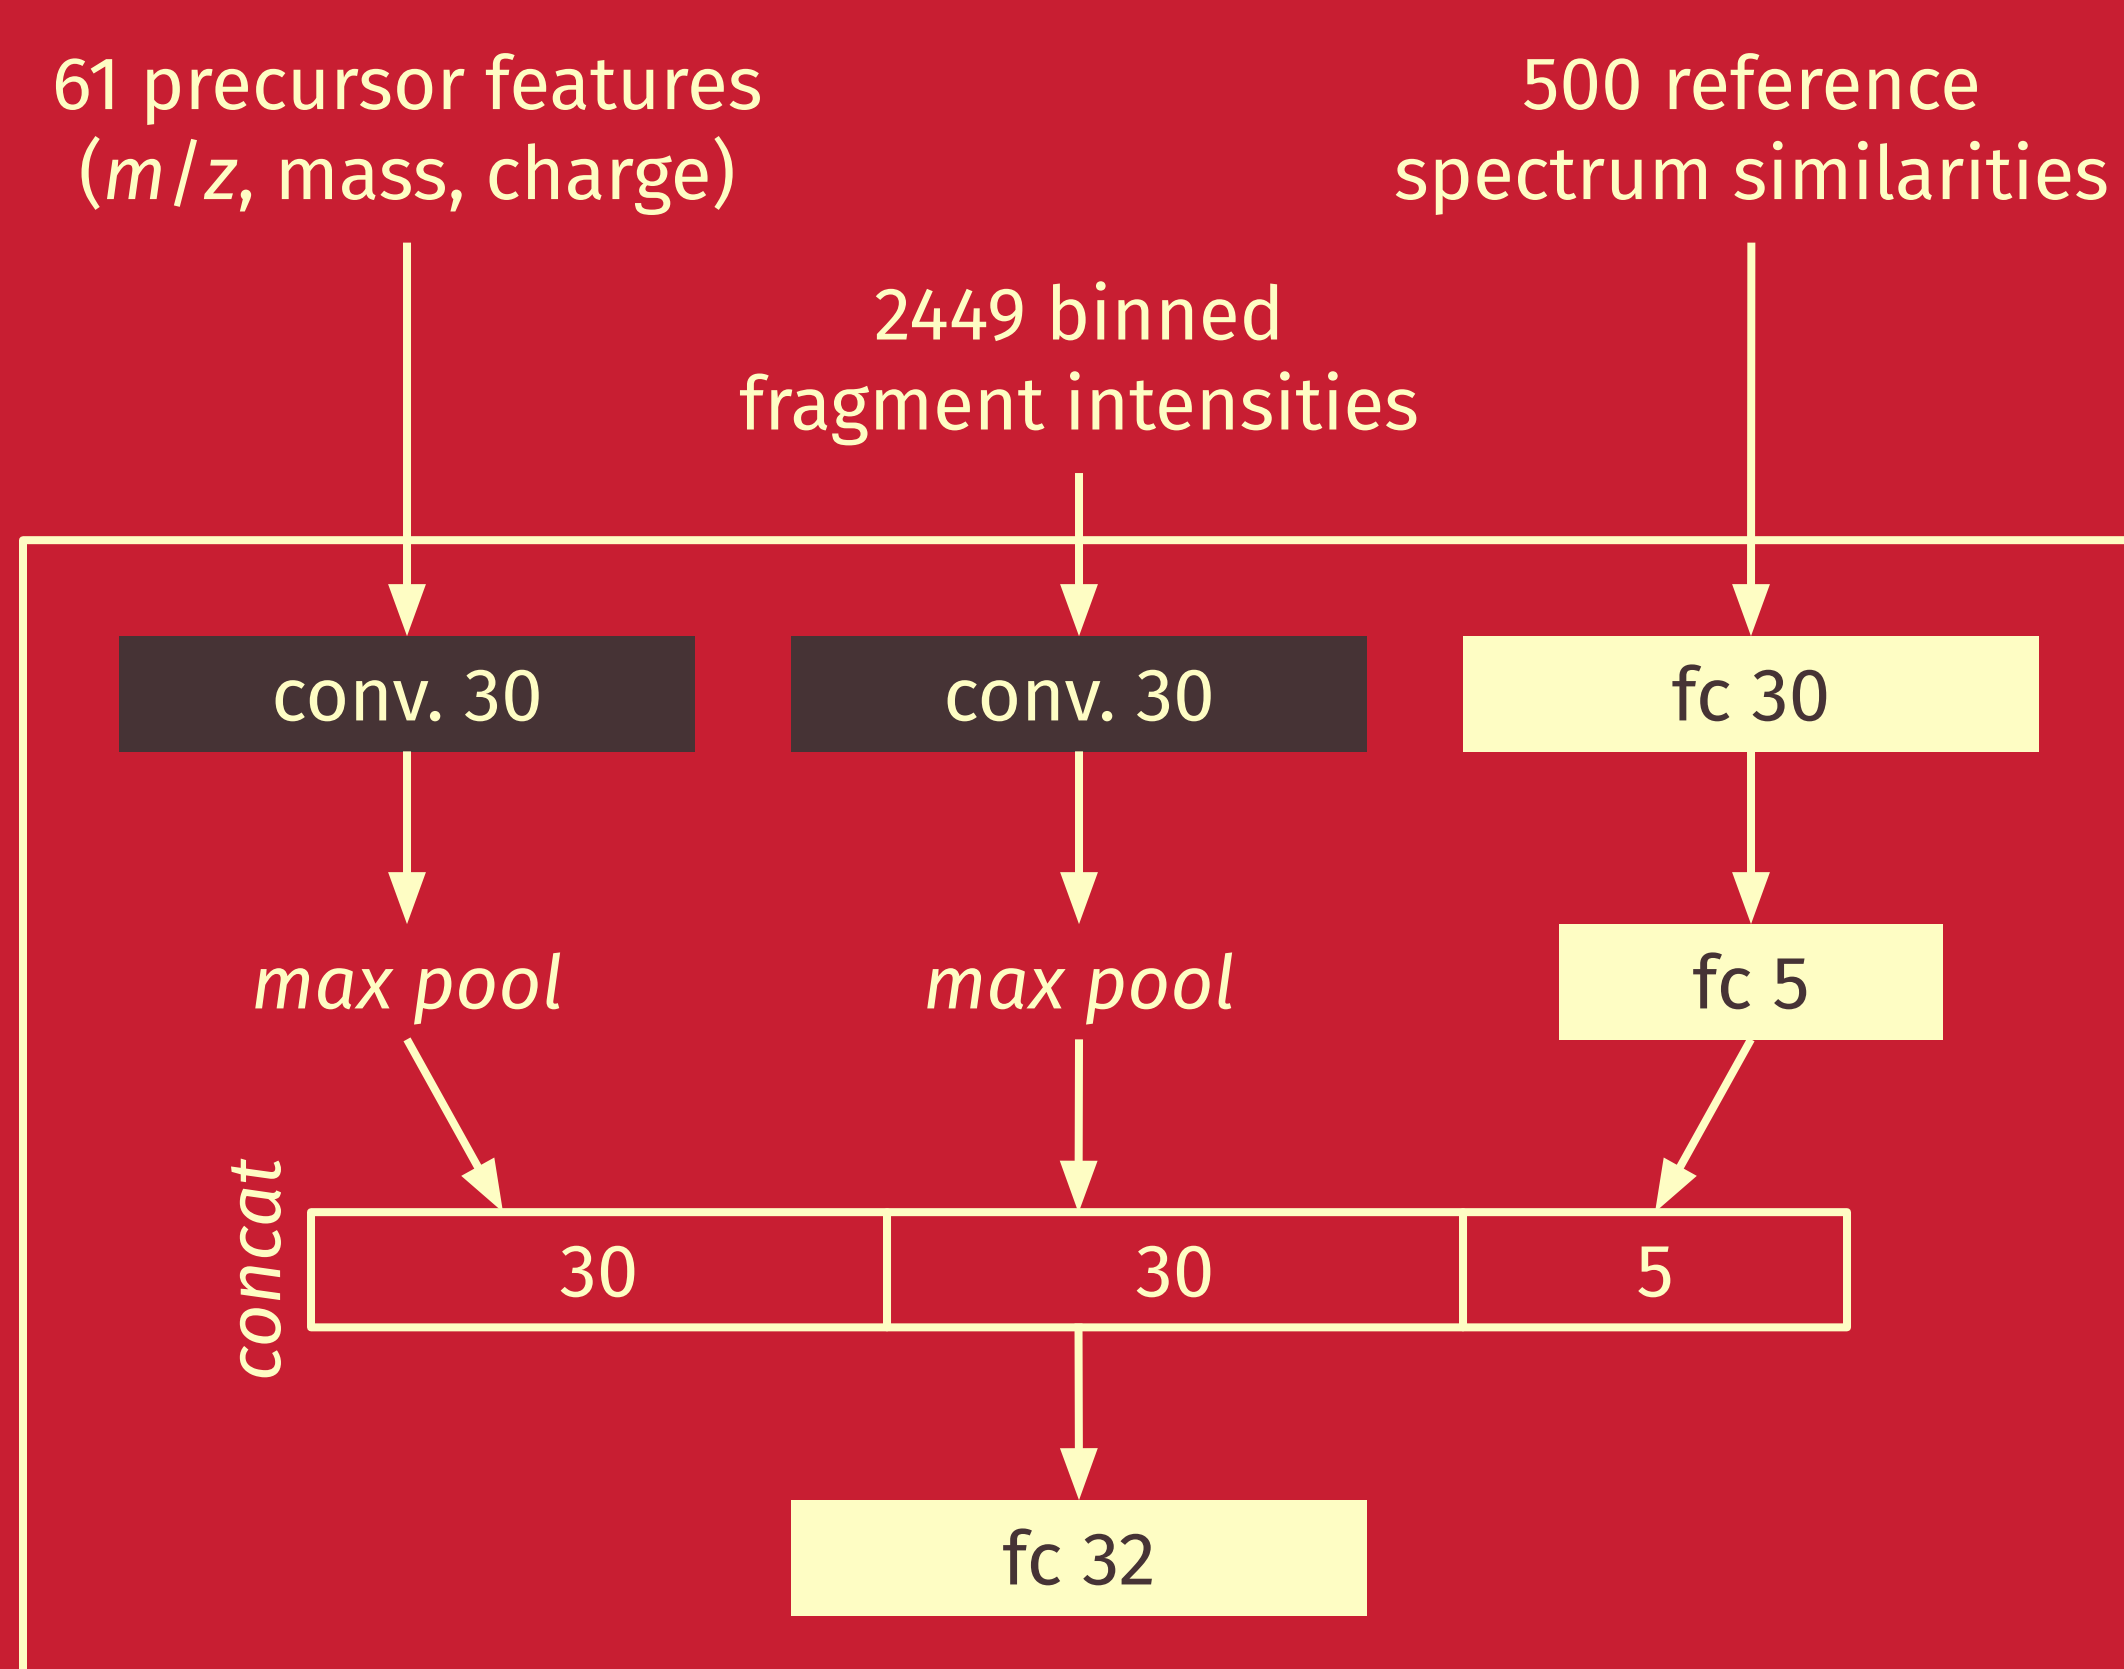 61 precursor features
(m/z, mass, charge)
500 reference
spectrum similarities
2449 binned
fragment intensities
conv. 30
conv. 30
fc 30
max pool
max pool
fc 5
concat
30
30
5
fc 32